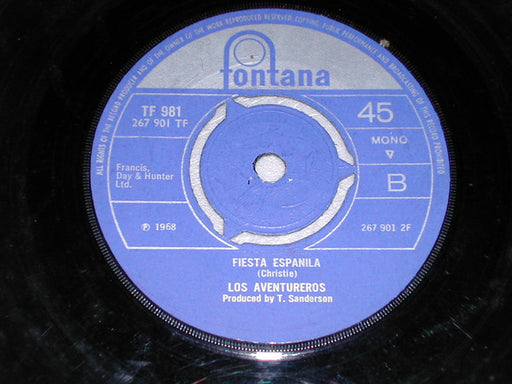 ALL RIGHTS OF THE RECORD PRODUCER AND OF THE OWNER OF THE WORK REPRODUCED RESERVED. COPYING, PUBLIC PERFORMANCE AND BROADCASTING OF THIS RECORD PROHIBITED
fontana
TF 981
267 901 TF
45
MONO
B
Francis,
Day & Hunter
Ltd.
℗ 1968
267 901 2F
FIESTA ESPANILA
(Christie)
LOS AVENTUREROS
Produced by T. Sanderson